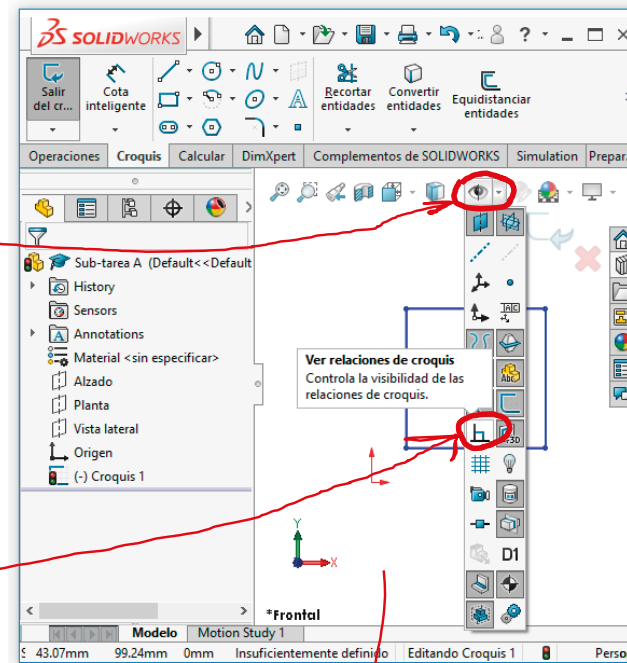 SOLIDWORKS
?
Salir del cr...
Cota inteligente
Recortar entidades
Convertir entidades
Equidistanciar entidades
Operaciones Croquis Calcular DimXpert Complementos de SOLIDWORKS Simulation Prepar
Sub-tarea A (Default<<Default
History
Sensors
Annotations
Material <sin especificar>
Alzado
Planta
Vista lateral
Origen
(-) Croquis 1
Ver relaciones de croquis
Controla la visibilidad de las
relaciones de croquis.
D1
Y
X
*Frontal
Modelo Motion Study 1
43.07mm 99.24mm 0mm Insuficientemente definido Editando Croquis 1 Perso